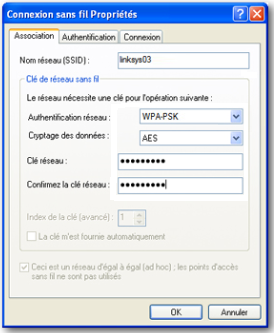 Connexion sans fil Propriétés
Association Authentification Connexion
Nom réseau (SSID) : linksys03
Clé de réseau sans fil
Le réseau nécessite une clé pour l'opération suivante :
Authentification réseau : WPA-PSK
Cryptage des données : AES
Clé réseau : •••••••••
Confirmez la clé réseau : •••••••••
Index de la clé (avancé) : 1
La clé m'est fournie automatiquement
Ceci est un réseau d'égal à égal (ad hoc) ; les points d'accès
sans fil ne sont pas utilisés
OK Annuler